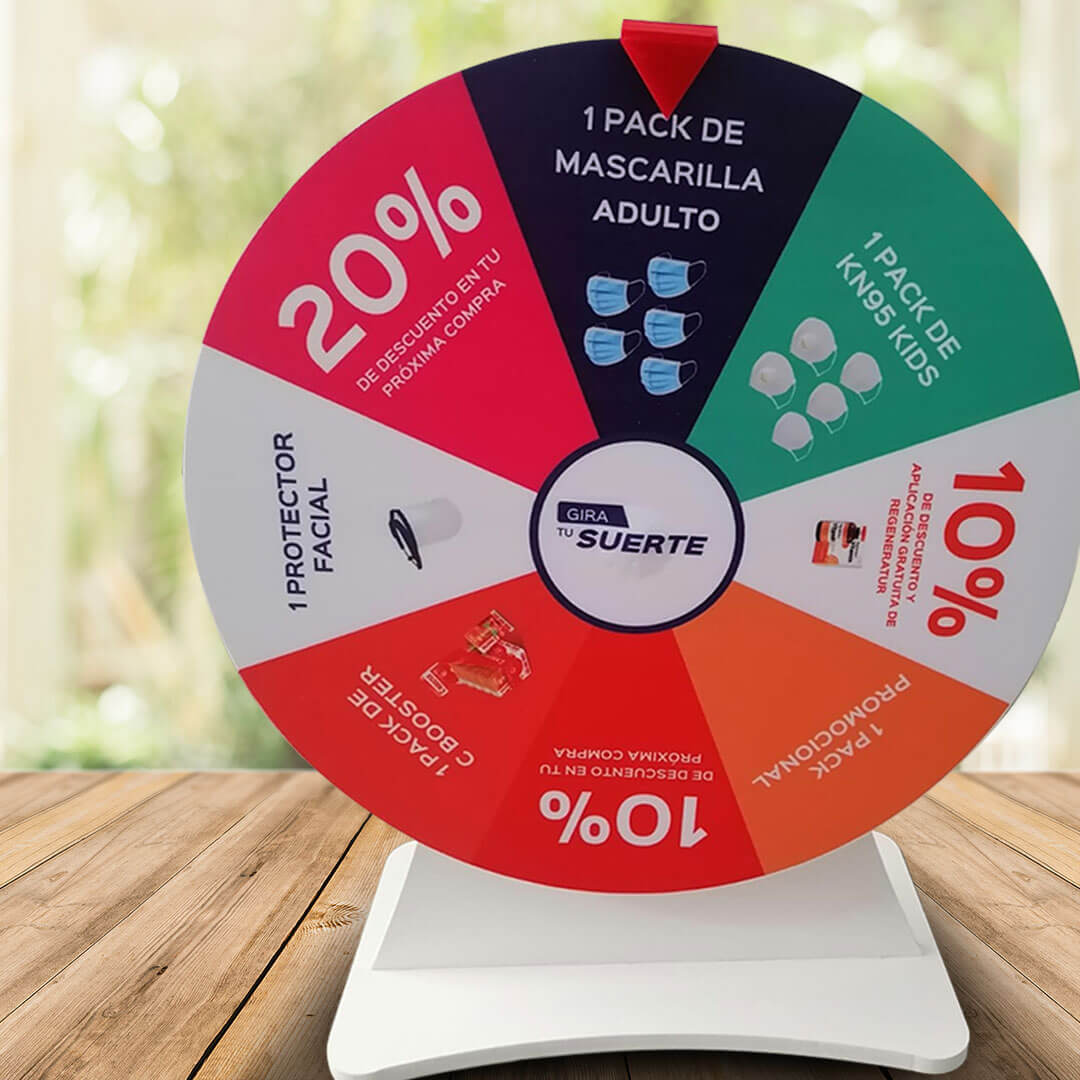 1 PACK DE
MASCARILLA
ADULTO
1 PACK DE
KN95 KIDS
10%
DE DESCUENTO Y
APLICACIÓN GRATUITA DE
REGENERATUR
1 PACK
PROMOCIONAL
10%
DE DESCUENTO EN TU
PRÓXIMA COMPRA
1 PACK DE
C BOOSTER
1 PROTECTOR
FACIAL
20%
DE DESCUENTO EN TU
PRÓXIMA COMPRA
GIRA
TU SUERTE